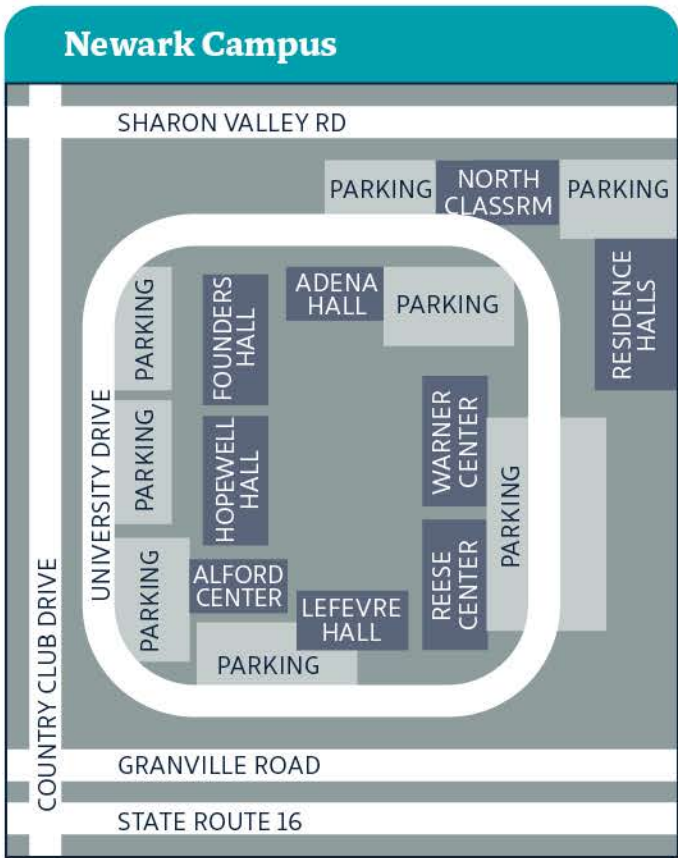 Newark Campus
SHARON VALLEY RD
PARKING
NORTH
CLASSRM
PARKING
PARKING
FOUNDERS
HALL
ADENA
HALL
PARKING
RESIDENCE
HALLS
UNIVERSITY DRIVE
PARKING
HOPEWELL
HALL
WARNER
CENTER
PARKING
PARKING
ALFORD
CENTER
LEFEVRE
HALL
REESE
CENTER
PARKING
COUNTRY CLUB DRIVE
GRANVILLE ROAD
STATE ROUTE 16